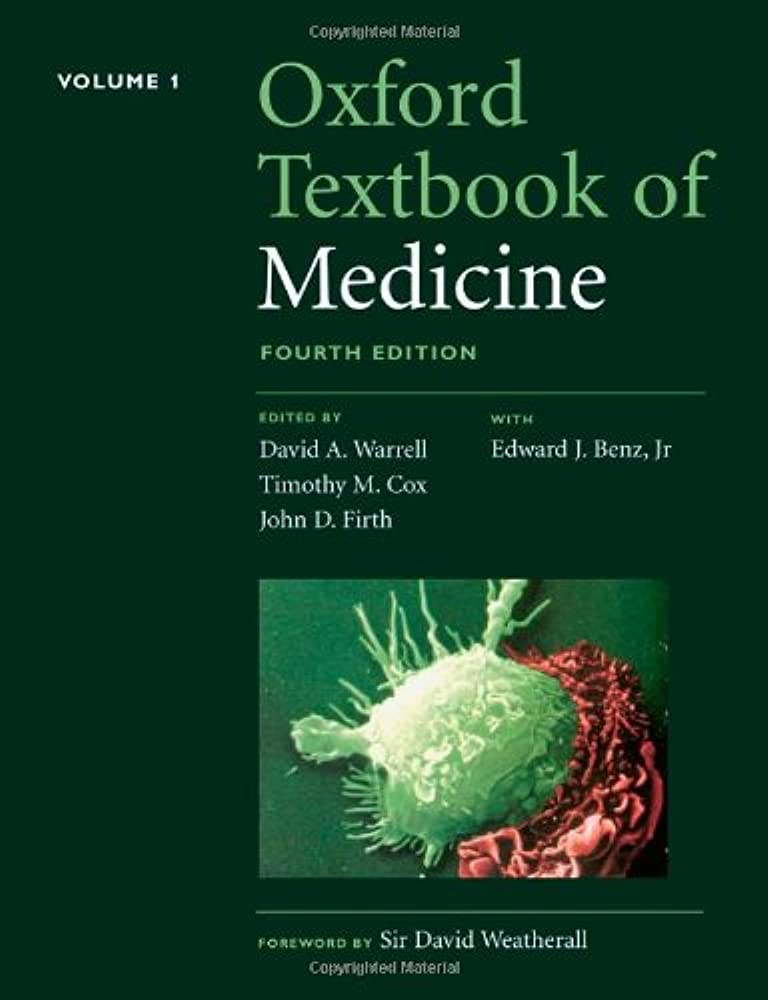 Copyrighted Material
VOLUME 1
Oxford
Textbook of
Medicine
FOURTH EDITION
EDITED BY
David A. Warrell
Timothy M. Cox
John D. Firth
WITH
Edward J. Benz, Jr
FOREWORD BY Sir David Weatherall
Copyrighted Material